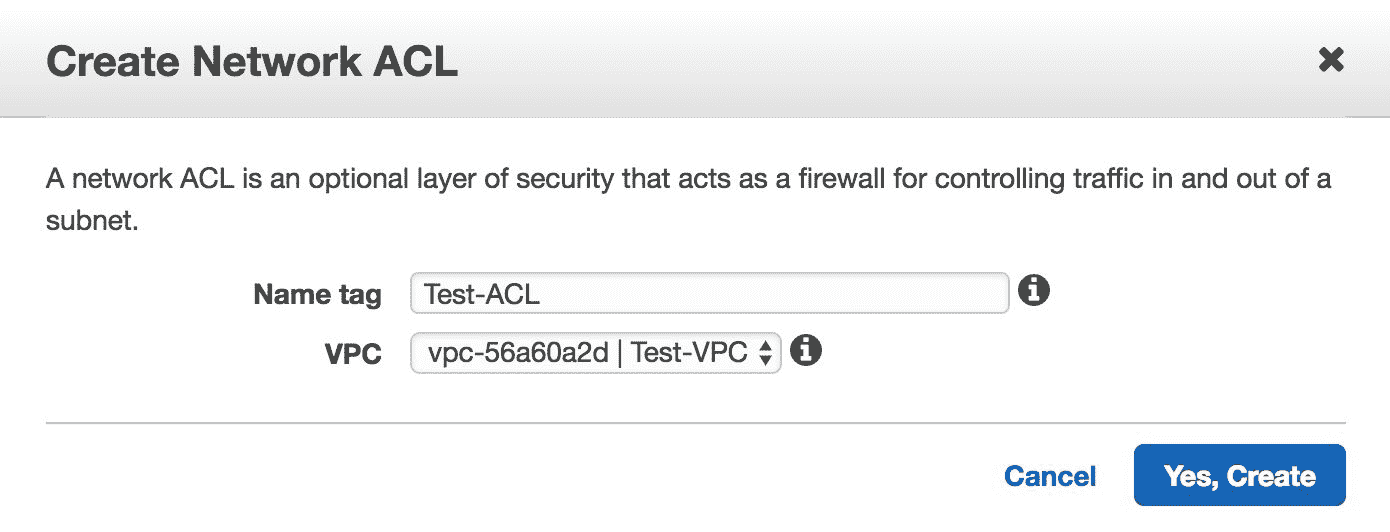 Create Network ACL
A network ACL is an optional layer of security that acts as a firewall for controlling traffic in and out of a
subnet.
Name tag Test-ACL
VPC vpc-56a60a2d | Test-VPC
Cancel Yes, Create